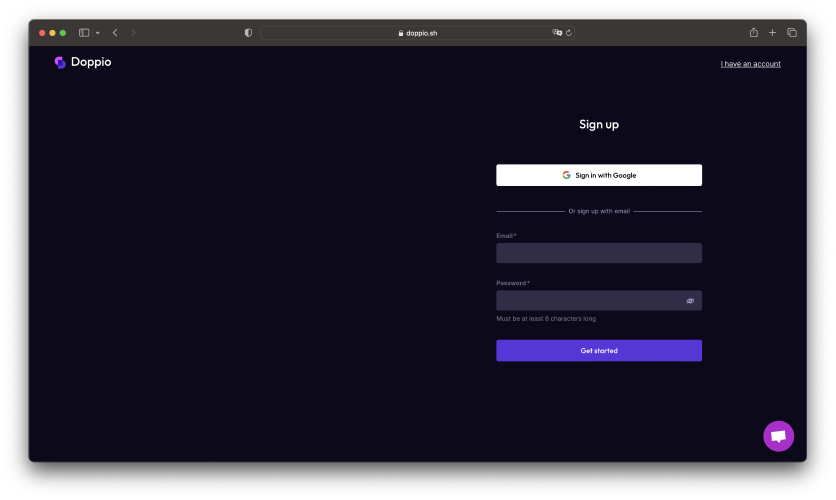 doppio.sh
Doppio
I have an account
Sign up
Sign in with Google
Or sign up with email
Email*
Password*
Must be at least 8 characters long
Get started